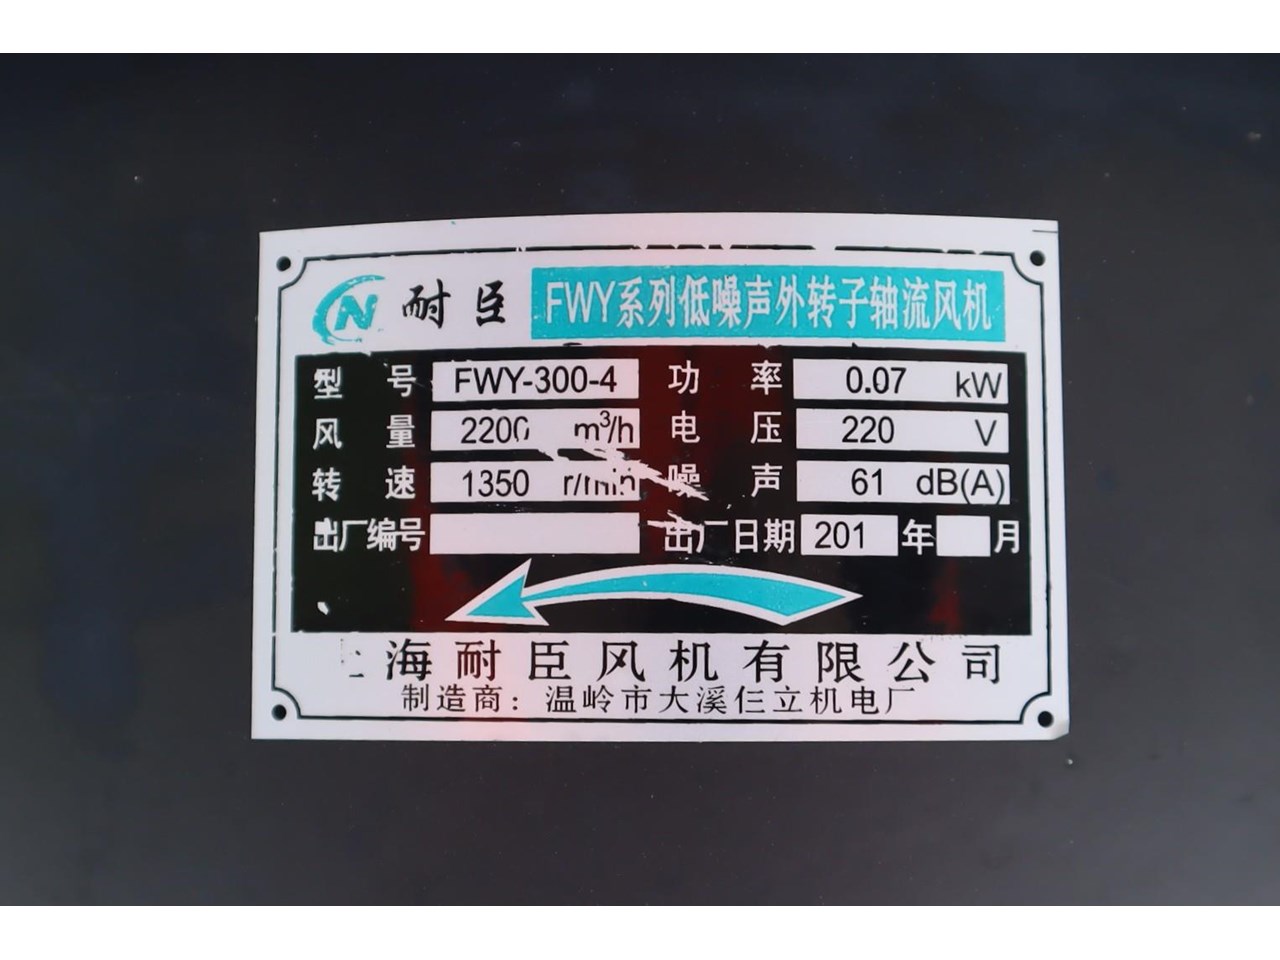 耐臣 FWY系列低噪声外转子轴流风机
型号 FWY-300-4 功率 0.07 kW
风量 2200 m³/h 电压 220 V
转速 1350 r/min 噪声 61 dB(A)
出厂编号 出厂日期 201 年 月
上海耐臣风机有限公司
制造商：温岭市大溪仨立机电厂